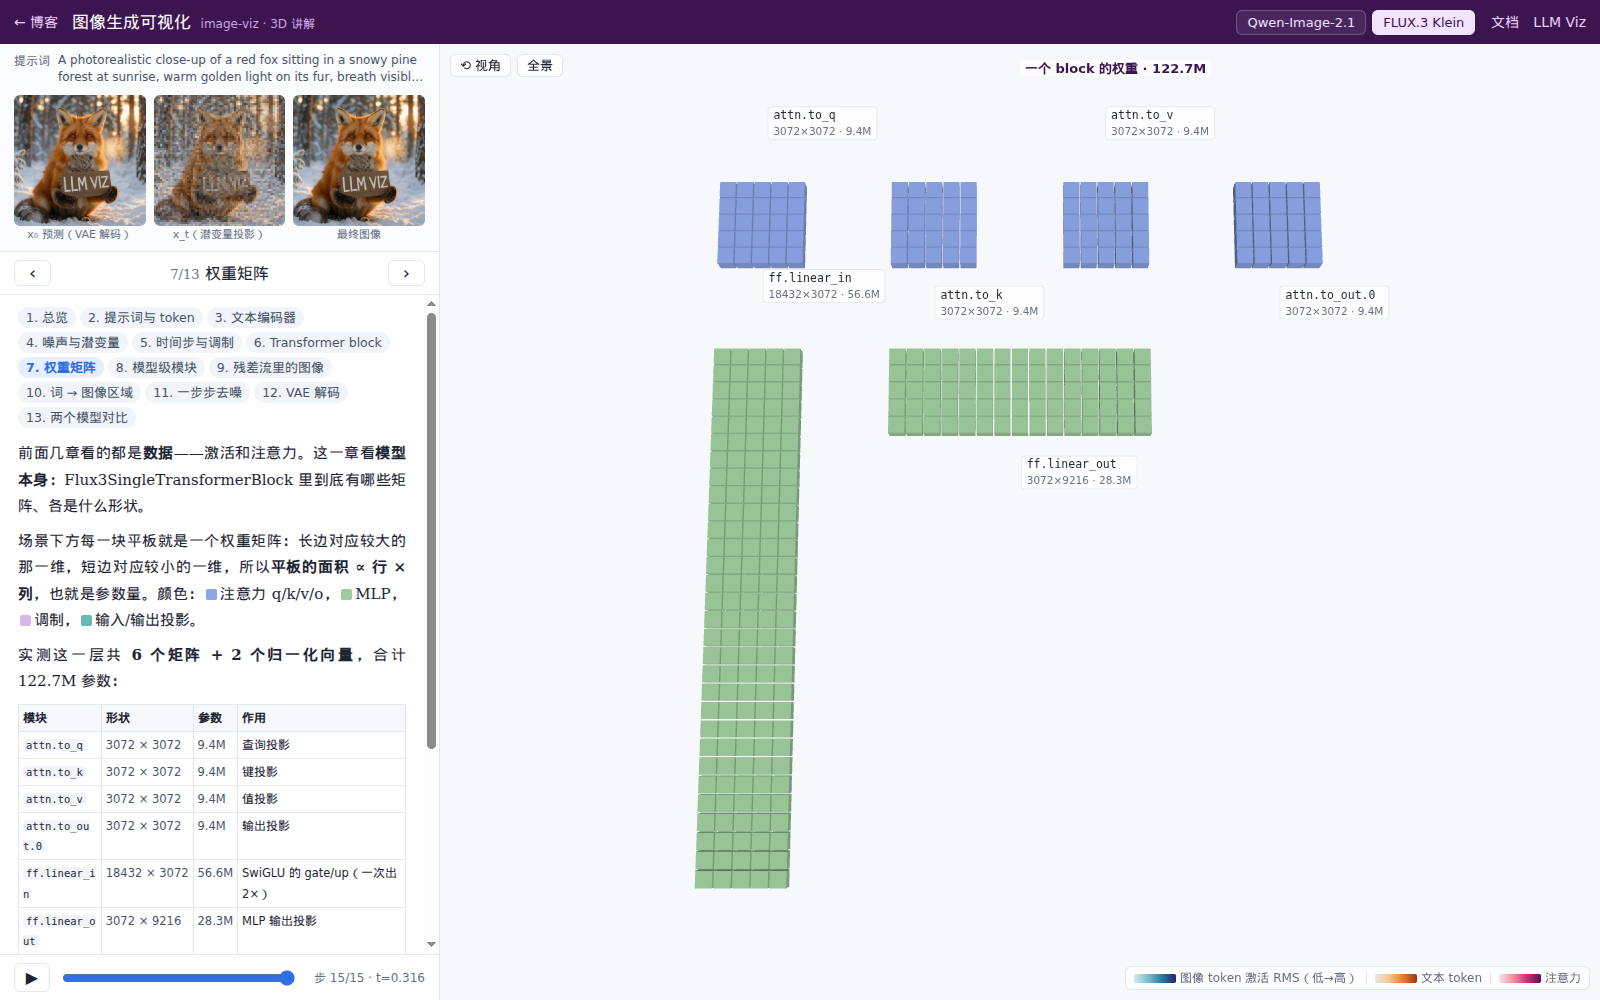 ← 博客 图像生成可视化 image-viz · 3D 讲解 Qwen-Image-2.1 FLUX.3 Klein 文档 LLM Viz
提示词 A photorealistic close-up of a red fox sitting in a snowy pine
forest at sunrise, warm golden light on its fur, breath visibl…
LLM VIZ
LLM VIZ
LLM VIZ
x₀ 预测（VAE 解码）
x_t（潜变量投影）
最终图像
‹ 7/13 权重矩阵 ›
1. 总览 2. 提示词与 token 3. 文本编码器
4. 噪声与潜变量 5. 时间步与调制 6. Transformer block
7. 权重矩阵 8. 模型级模块 9. 残差流里的图像
10. 词 → 图像区域 11. 一步步去噪 12. VAE 解码
13. 两个模型对比
前面几章看的都是数据——激活和注意力。这一章看模型
本身：Flux3SingleTransformerBlock 里到底有哪些矩
阵、各是什么形状。
场景下方每一块平板就是一个权重矩阵：长边对应较大的
那一维，短边对应较小的一维，所以平板的面积 ∝ 行 ×
列，也就是参数量。颜色：注意力 q/k/v/o，MLP，
调制，输入/输出投影。
实测这一层共 6 个矩阵 + 2 个归一化向量，合计
122.7M 参数：
模块 形状 参数 作用
attn.to_q 3072 × 3072 9.4M 查询投影
attn.to_k 3072 × 3072 9.4M 键投影
attn.to_v 3072 × 3072 9.4M 值投影
attn.to_ou 3072 × 3072 9.4M 输出投影
t.0
ff.linear_i 18432 × 3072 56.6M SwiGLU 的 gate/up（一次出
n 2×）
ff.linear_o 3072 × 9216 28.3M MLP 输出投影
ut
▶ 步 15/15 · t=0.316
⟲ 视角 全景
一个 block 的权重 · 122.7M
attn.to_q
3072×3072 · 9.4M
attn.to_v
3072×3072 · 9.4M
ff.linear_in
18432×3072 · 56.6M
attn.to_k
3072×3072 · 9.4M
attn.to_out.0
3072×3072 · 9.4M
ff.linear_out
3072×9216 · 28.3M
图像 token 激活 RMS（低→高） 文本 token 注意力